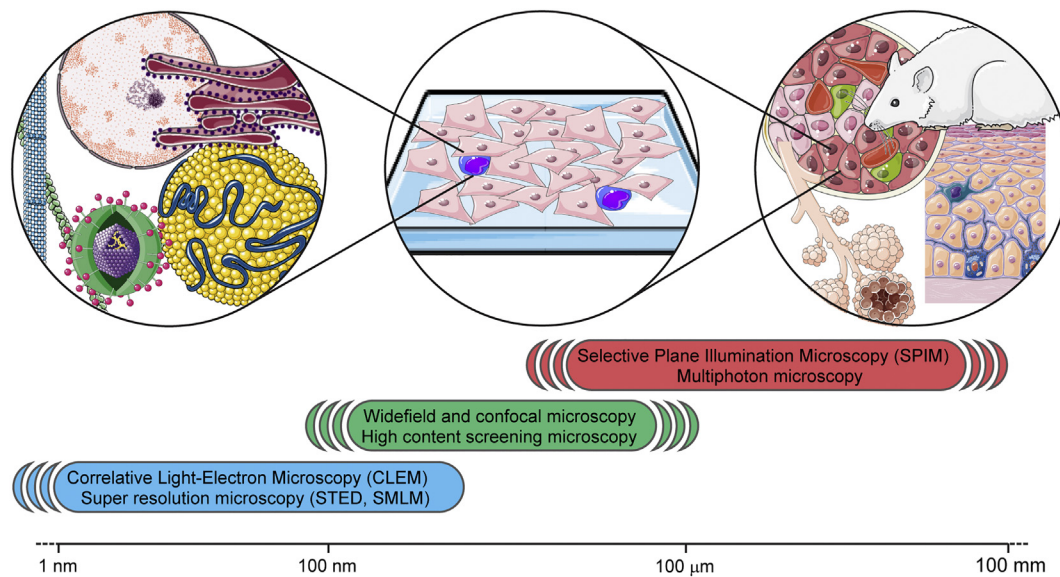 Selective Plane Illumination Microscopy (SPIM)
Multiphoton microscopy
Widefield and confocal microscopy
High content screening microscopy
Correlative Light-Electron Microscopy (CLEM)
Super resolution microscopy (STED, SMLM)
1 nm 100 nm 100 μm 100 mm